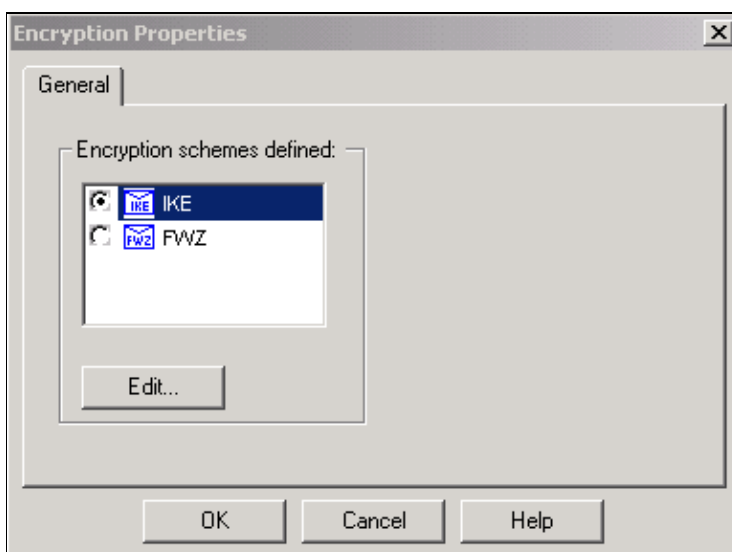 Encryption Properties
General
Encryption schemes defined:
IKE IKE
FWZ FWZ
Edit...
OK Cancel Help